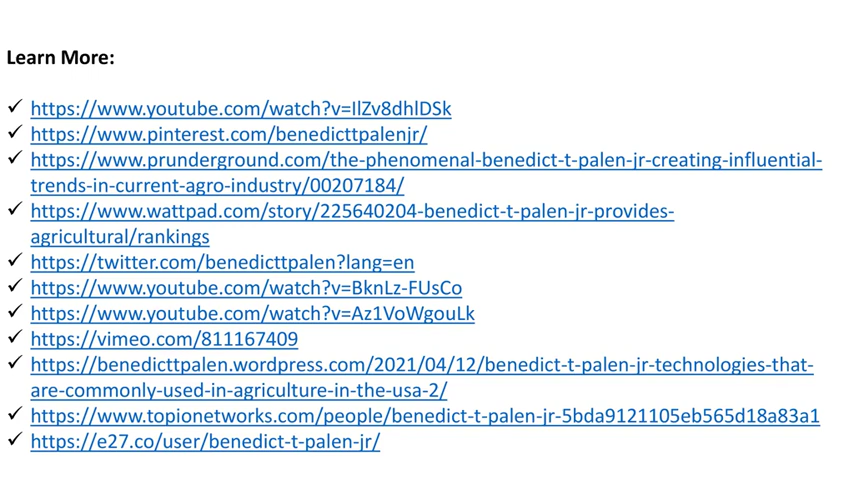 Learn More:
✓ https://www.youtube.com/watch?v=IlZv8dhlDSk
✓ https://www.pinterest.com/benedicttpalenjr/
✓ https://www.prunderground.com/the-phenomenal-benedict-t-palen-jr-creating-influential-
trends-in-current-agro-industry/00207184/
✓ https://www.wattpad.com/story/225640204-benedict-t-palen-jr-provides-
agricultural/rankings
✓ https://twitter.com/benedicttpalen?lang=en
✓ https://www.youtube.com/watch?v=BknLz-FUsCo
✓ https://www.youtube.com/watch?v=Az1VoWgouLk
✓ https://vimeo.com/811167409
✓ https://benedicttpalen.wordpress.com/2021/04/12/benedict-t-palen-jr-technologies-that-
are-commonly-used-in-agriculture-in-the-usa-2/
✓ https://www.topionetworks.com/people/benedict-t-palen-jr-5bda9121105eb565d18a83a1
✓ https://e27.co/user/benedict-t-palen-jr/